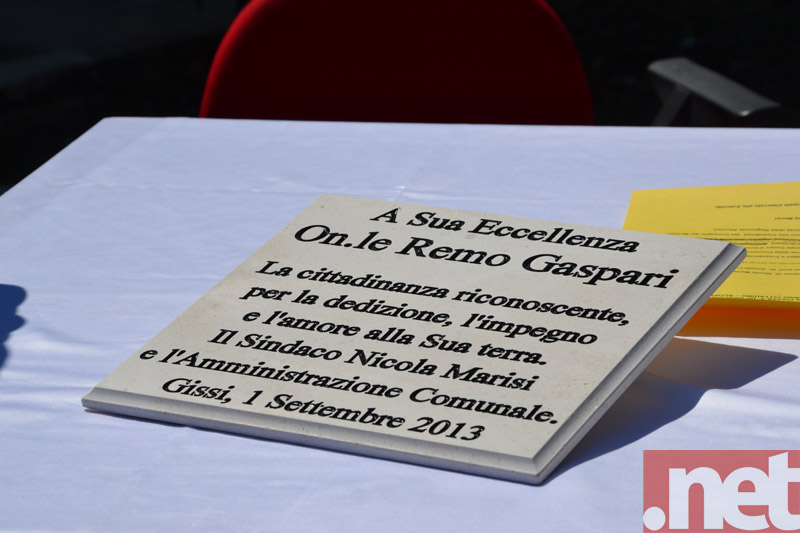 A Sua Eccellenza
On.le Remo Gaspari
La cittadinanza riconoscente,
per la dedizione, l'impegno
e l'amore alla Sua terra.
Il Sindaco Nicola Marisi
e l'Amministrazione Comunale.
Gissi, 1 Settembre 2013
.net